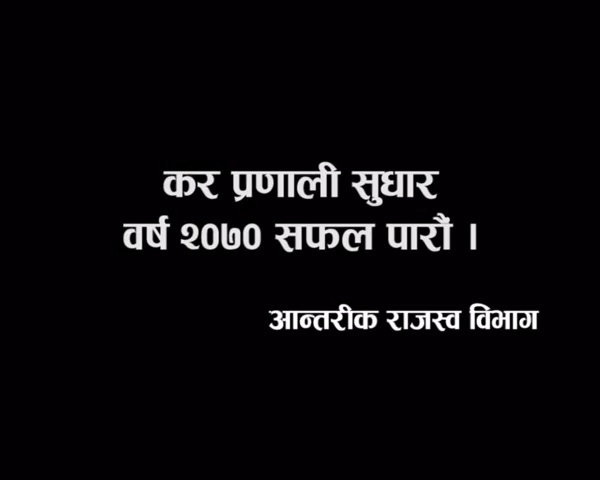 कर प्रणाली सुधार
वर्ष २०७० सफल पारौं ।
आन्तरीक राजस्व विभाग